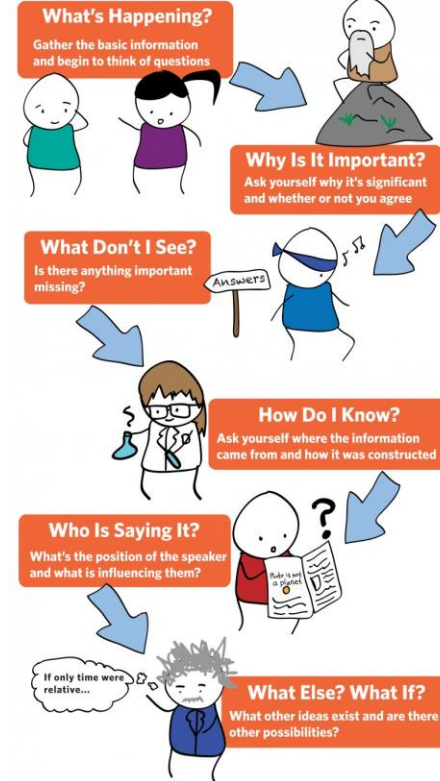 What's Happening?
Gather the basic information
and begin to think of questions
Why Is It Important?
Ask yourself why it's significant
and whether or not you agree
What Don't I See?
Is there anything important
missing?
Answers
How Do I Know?
Ask yourself where the information
came from and how it was constructed
Who Is Saying It?
What's the position of the speaker
and what is influencing them?
?
Pluto is not
a planet
If only time were
relative...
What Else? What If?
What other ideas exist and are there
other possibilities?